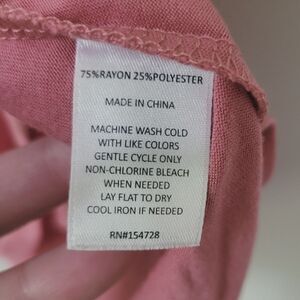 75%RAYON 25%POLYESTER
MADE IN CHINA
MACHINE WASH COLD
WITH LIKE COLORS
GENTLE CYCLE ONLY
NON-CHLORINE BLEACH
WHEN NEEDED
LAY FLAT TO DRY
COOL IRON IF NEEDED
RN#154728